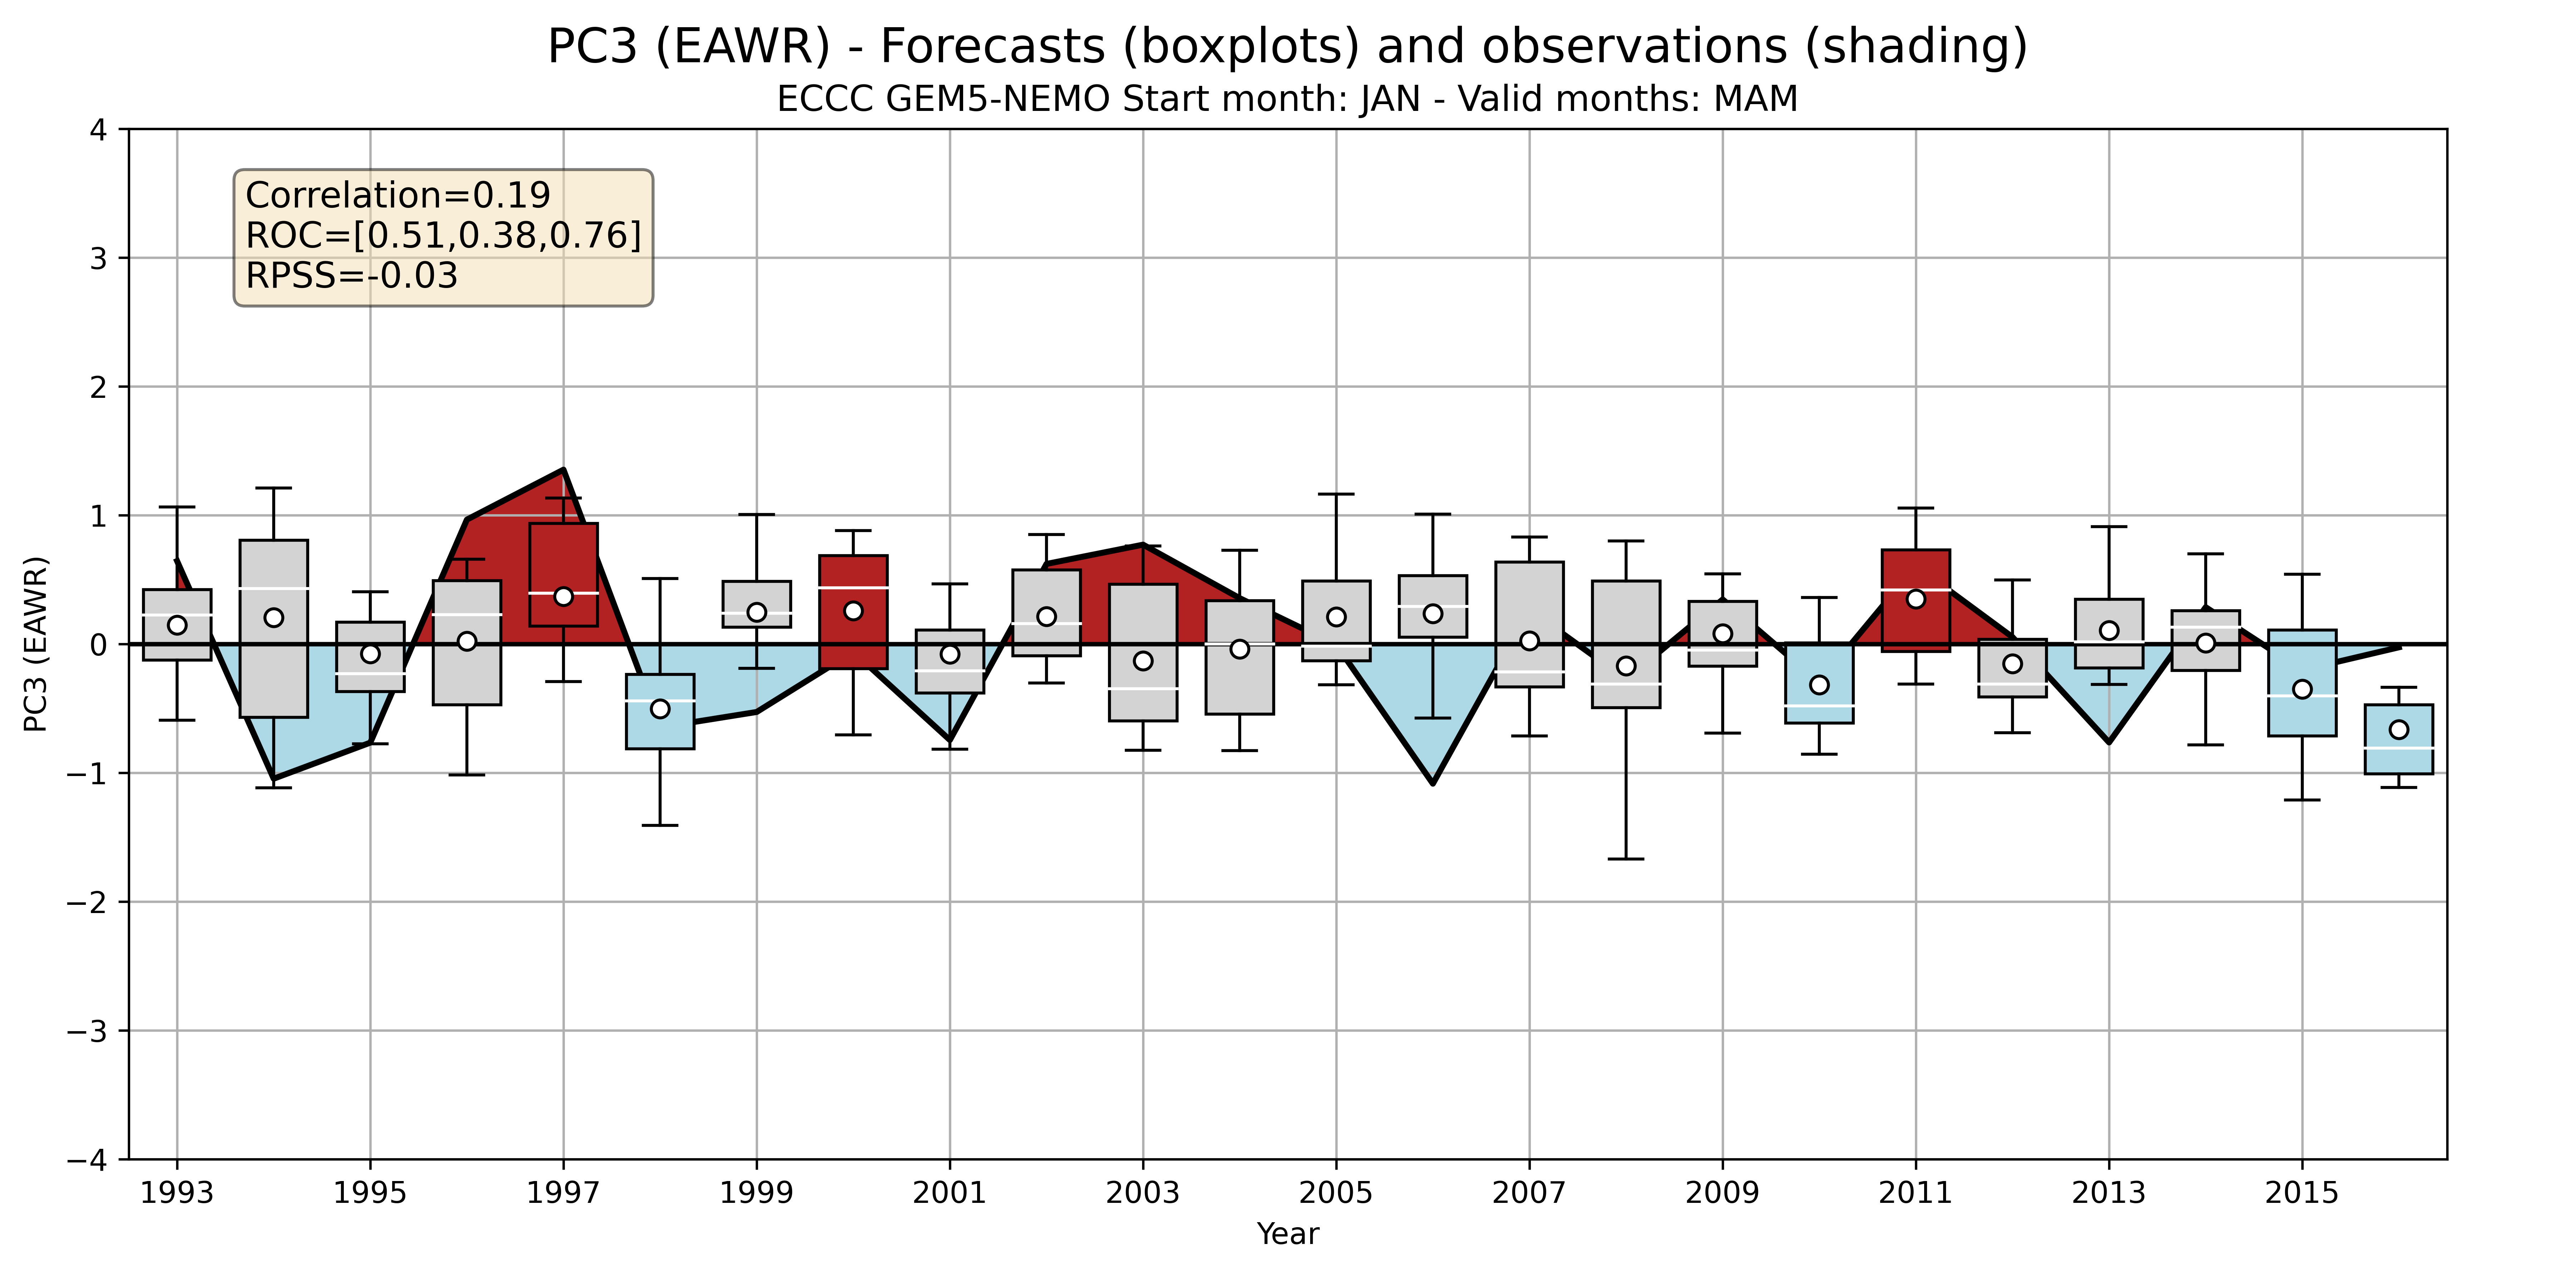 PC3 (EAWR) - Forecasts (boxplots) and observations (shading)
ECCC GEM5-NEMO Start month: JAN - Valid months: MAM
Correlation=0.19
ROC=[0.51,0.38,0.76]
RPSS=-0.03
PC3 (EAWR)
4
3
2
1
0
−1
−2
−3
−4
1993 1995 1997 1999 2001 2003 2005 2007 2009 2011 2013 2015
Year